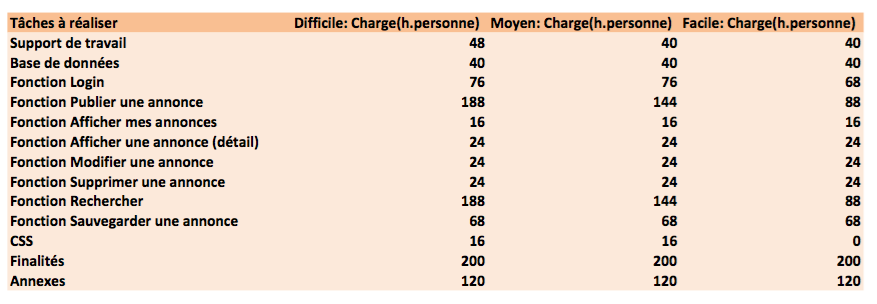 Tâches à réaliser Difficile: Charge(h.personne) Moyen: Charge(h.personne) Facile: Charge(h.personne)
Support de travail 48 40 40
Base de données 40 40 40
Fonction Login 76 76 68
Fonction Publier une annonce 188 144 88
Fonction Afficher mes annonces 16 16 16
Fonction Afficher une annonce (détail) 24 24 24
Fonction Modifier une annonce 24 24 24
Fonction Supprimer une annonce 24 24 24
Fonction Rechercher 188 144 88
Fonction Sauvegarder une annonce 68 68 68
CSS 16 16 0
Finalités 200 200 200
Annexes 120 120 120